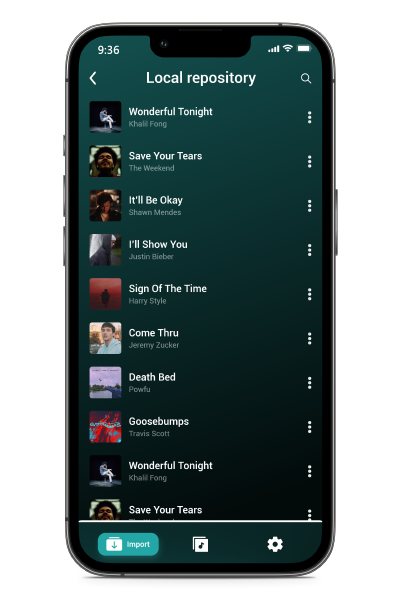 9:36
Local repository
Wonderful Tonight
Khalil Fong
Save Your Tears
The Weekend
It'll Be Okay
Shawn Mendes
I'll Show You
Justin Bieber
Sign Of The Time
Harry Style
Come Thru
Jeremy Zucker
Death Bed
Powfu
Goosebumps
Travis Scott
Wonderful Tonight
Khalil Fong
Save Your Tears
Import